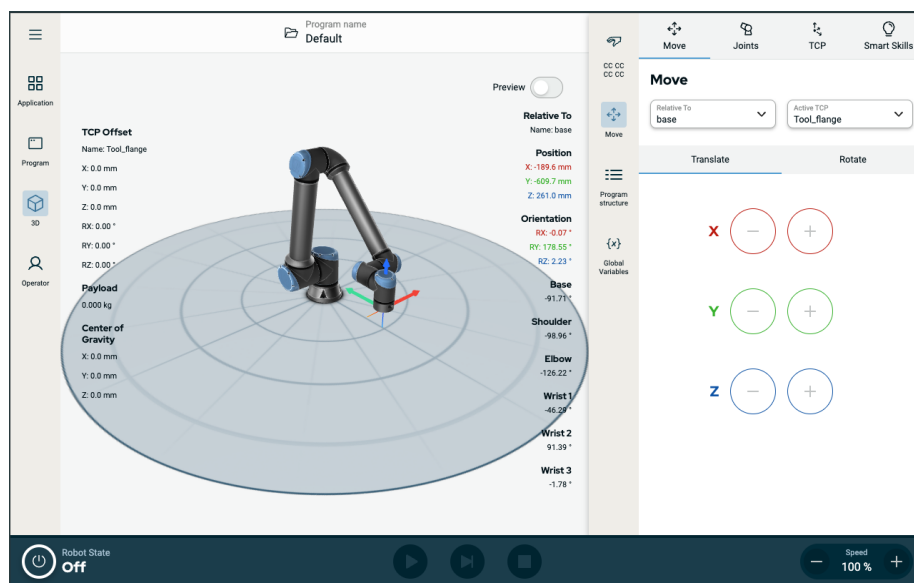 Program name
Default
Application
Program
3D
Operator
Preview
TCP Offset
Name: Tool_flange
X: 0.0 mm
Y: 0.0 mm
Z: 0.0 mm
RX: 0.00 °
RY: 0.00 °
RZ: 0.00 °
Payload
0.000 kg
Center of
Gravity
X: 0.0 mm
Y: 0.0 mm
Z: 0.0 mm
Relative To
Name: base
Position
X: -189.6 mm
Y: -609.7 mm
Z: 261.0 mm
Orientation
RX: -0.07 °
RY: 178.55 °
RZ: 2.23 °
Base
-91.71 °
Shoulder
-98.96 °
Elbow
-126.22 °
Wrist 1
-46.29 °
Wrist 2
91.39 °
Wrist 3
-1.78 °
CC CC
CC CC
Move
Program
structure
{x}
Global
Variables
Move
Joints
TCP
Smart Skills
Move
Relative To
base
Active TCP
Tool_flange
Translate
Rotate
X
Y
Z
Robot State
Off
Speed
100 %